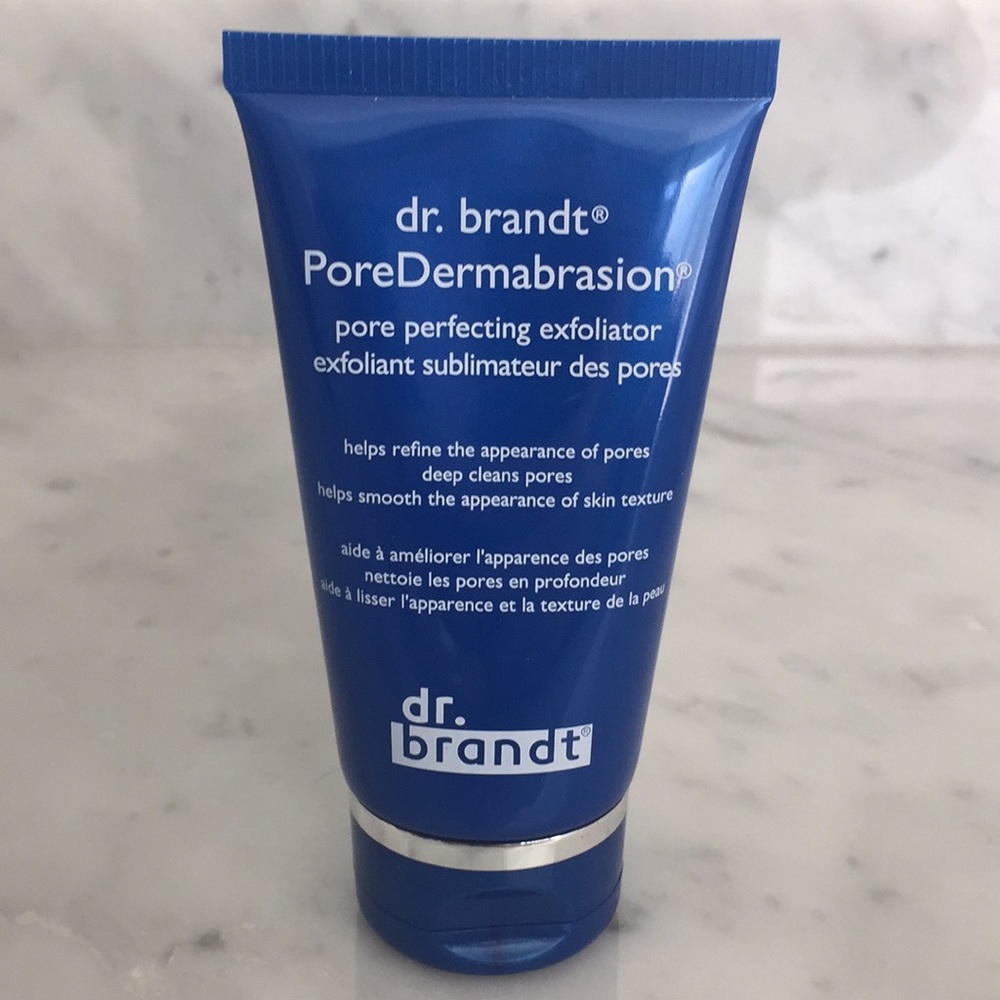 dr. brandt®
PoreDermabrasion®
pore perfecting exfoliator
exfoliant sublimateur des pores
helps refine the appearance of pores
deep cleans pores
helps smooth the appearance of skin texture
aide à améliorer l'apparence des pores
nettoie les pores en profondeur
aide à lisser l'apparence et la texture de la peau
dr.
brandt®